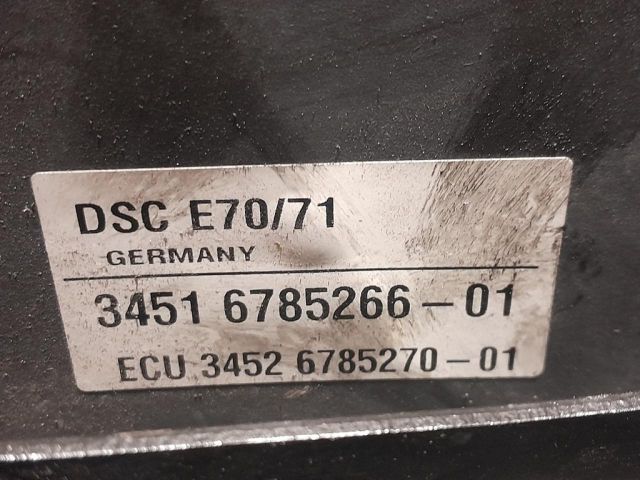 DSC E70/71
GERMANY
3451 6785266-01
ECU 3452 6785270-01